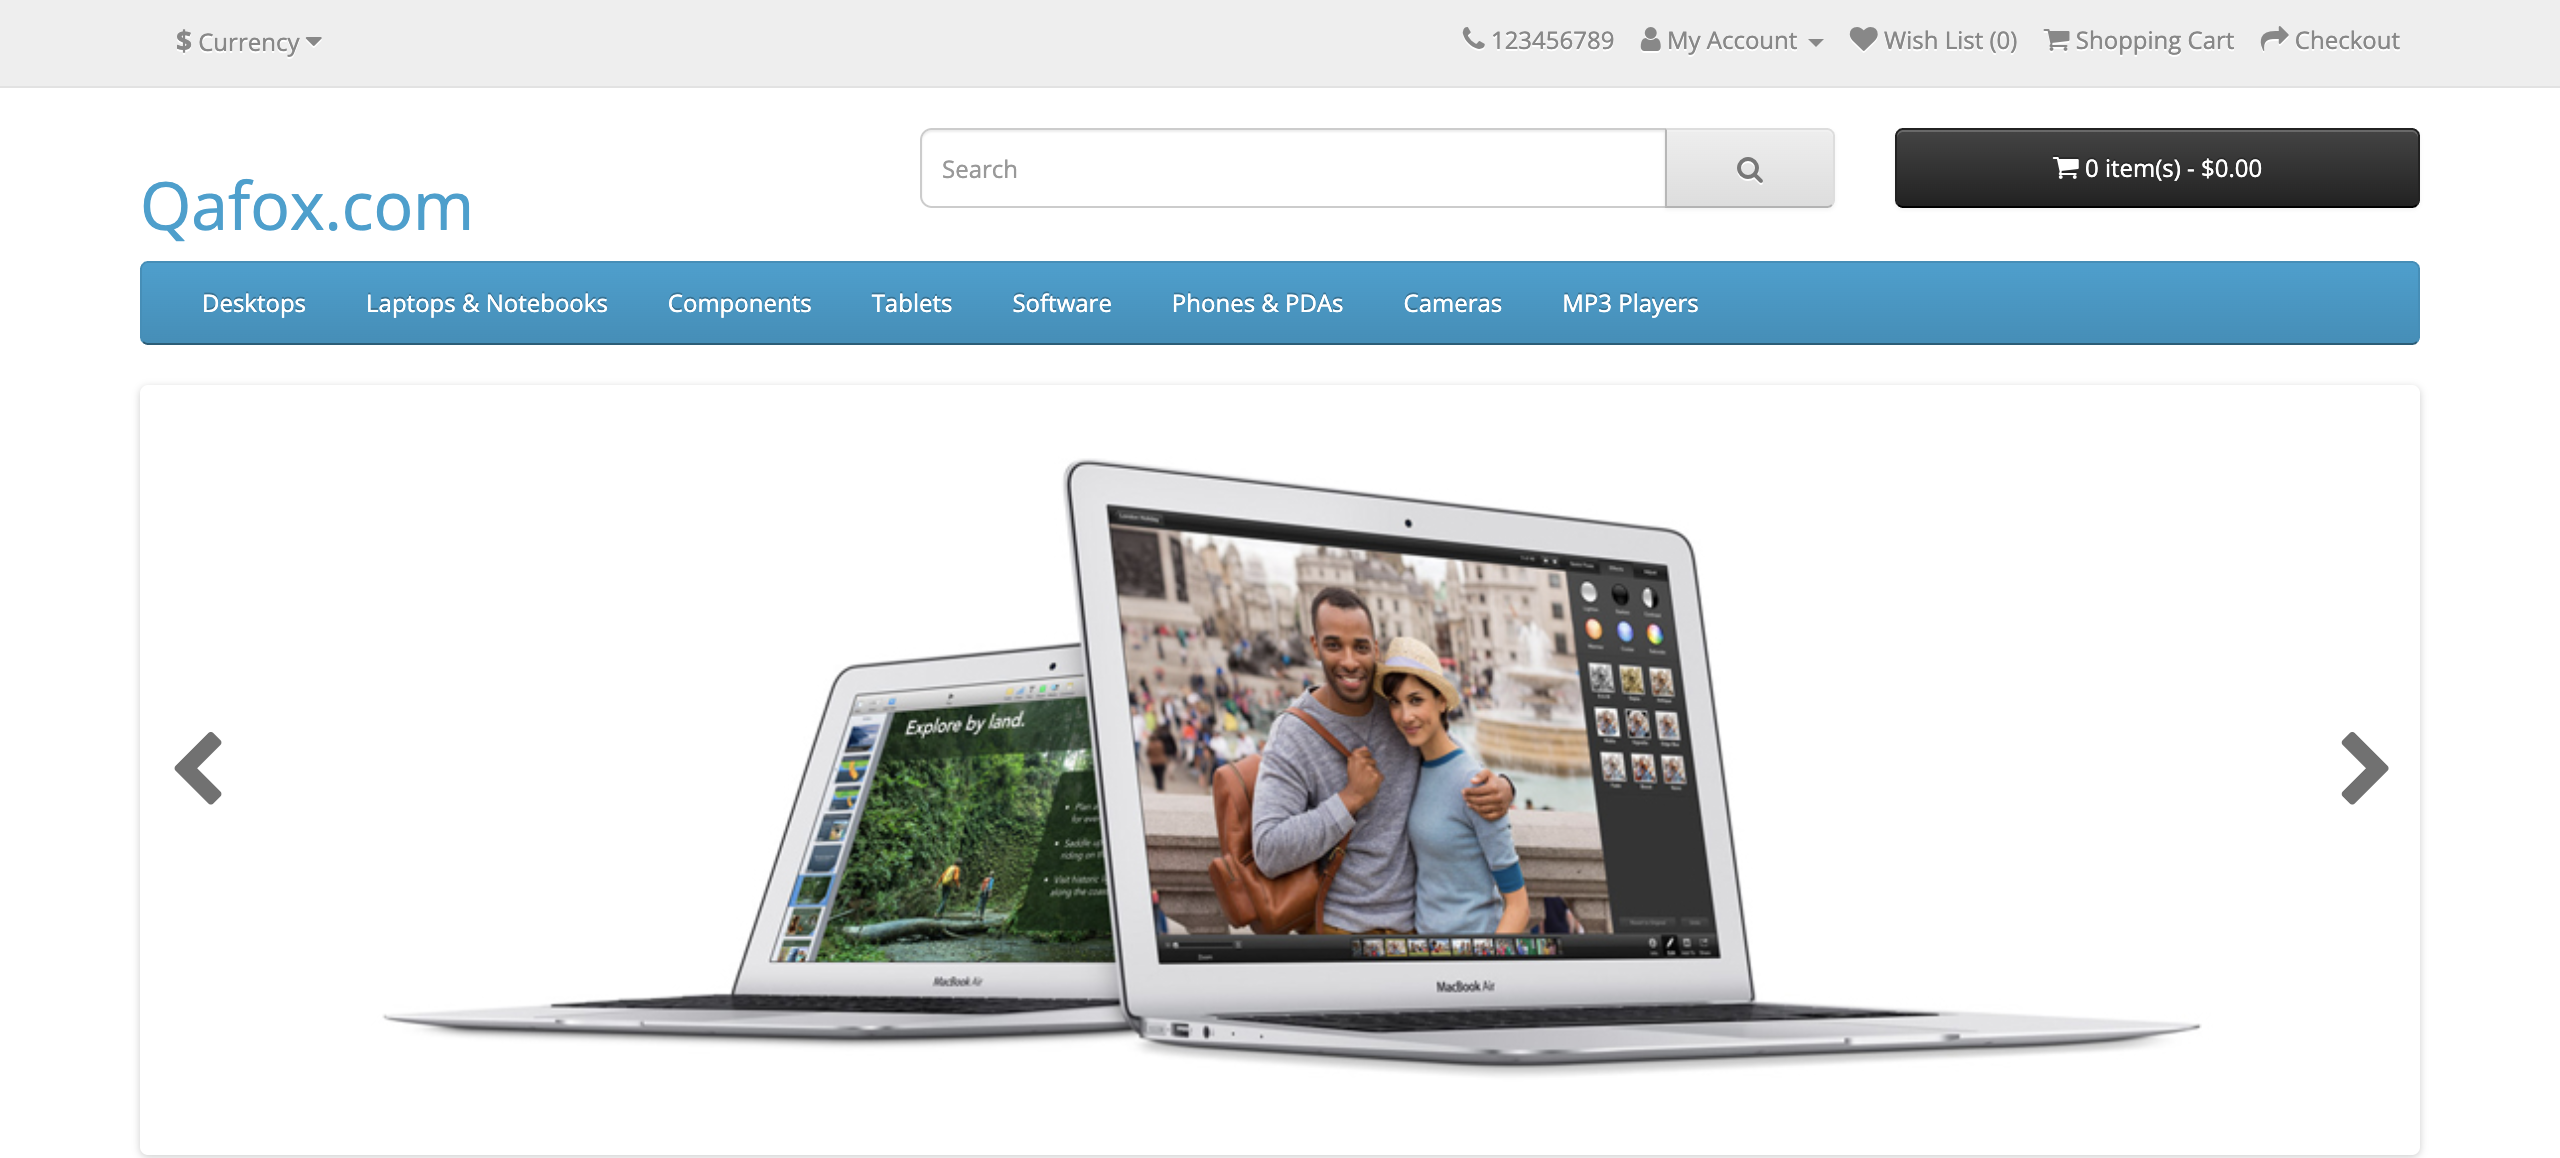 $ Currency
123456789 My Account Wish List (0) Shopping Cart Checkout
Qafox.com
Search
0 item(s) - $0.00
Desktops Laptops & Notebooks Components Tablets Software Phones & PDAs Cameras MP3 Players
Explore by land.
MacBook Air
MacBook Air